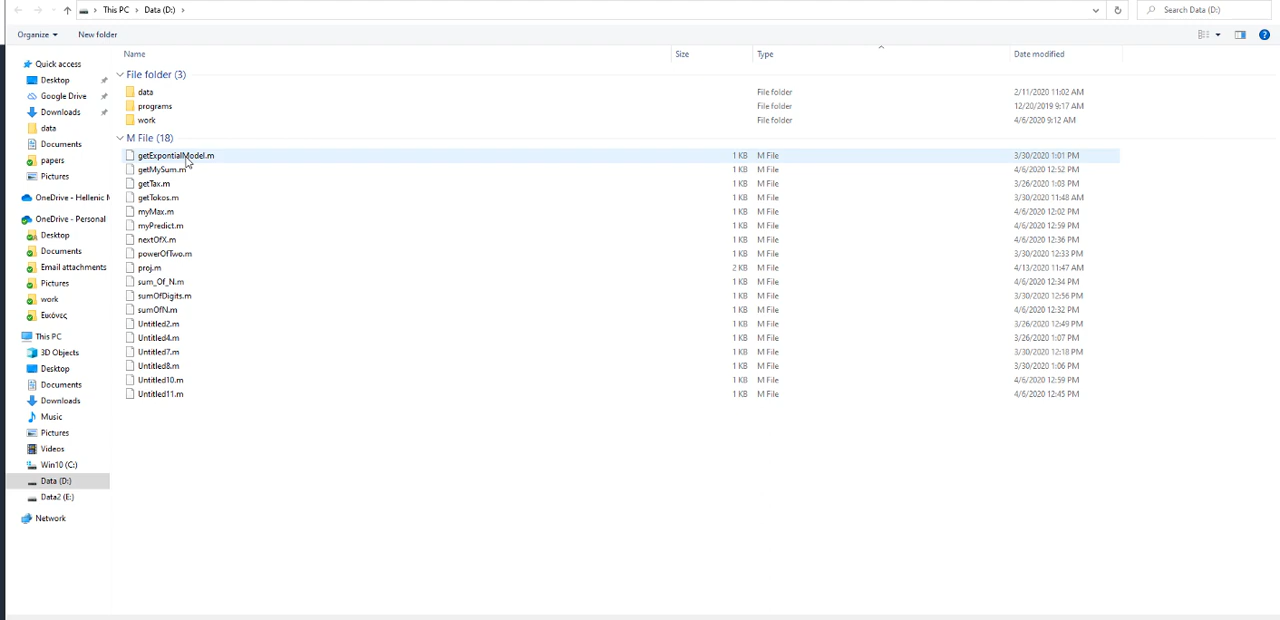 This PC > Data (D:) >
Search Data (D:)
Organize
New folder
Name
Size
Type
Date modified
Quick access
Desktop
Google Drive
Downloads
data
Documents
papers
Pictures
OneDrive - Hellenic
OneDrive - Personal
Desktop
Documents
Email attachments
Pictures
work
Εικόνες
This PC
3D Objects
Desktop
Documents
Downloads
Music
Pictures
Videos
Win10 (C:)
Data (D:)
Data2 (E:)
Network
File folder (3)
data File folder 2/11/2020 11:02 AM
programs File folder 12/20/2019 9:17 AM
work File folder 4/6/2020 9:12 AM
M File (18)
getExpontialModel.m 1 KB M File 3/30/2020 1:01 PM
getMySum.m 1 KB M File 4/6/2020 12:52 PM
getTax.m 1 KB M File 3/26/2020 1:03 PM
getTokos.m 1 KB M File 3/30/2020 11:48 AM
myMax.m 1 KB M File 4/6/2020 12:02 PM
myPredict.m 1 KB M File 4/6/2020 12:59 PM
nextOfX.m 1 KB M File 4/6/2020 12:36 PM
powerOfTwo.m 1 KB M File 3/30/2020 12:33 PM
proj.m 2 KB M File 4/13/2020 11:47 AM
sum_Of_N.m 1 KB M File 4/6/2020 12:34 PM
sumOfDigits.m 1 KB M File 3/30/2020 12:56 PM
sumOfN.m 1 KB M File 4/6/2020 12:32 PM
Untitled2.m 1 KB M File 3/26/2020 12:49 PM
Untitled4.m 1 KB M File 3/26/2020 1:07 PM
Untitled7.m 1 KB M File 3/30/2020 12:18 PM
Untitled8.m 1 KB M File 3/30/2020 1:06 PM
Untitled10.m 1 KB M File 4/6/2020 12:59 PM
Untitled11.m 1 KB M File 4/6/2020 12:45 PM